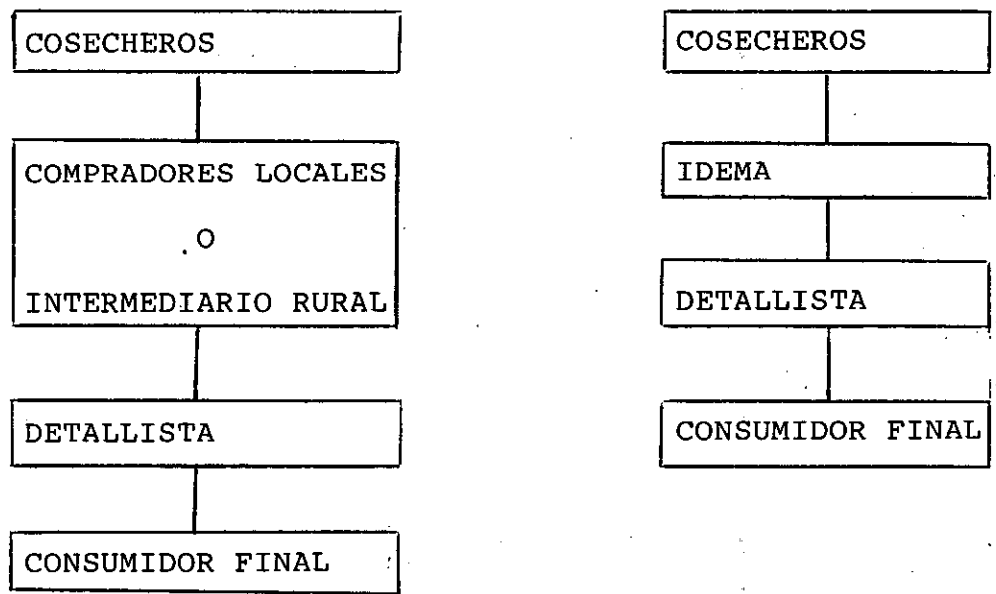 COSECHEROS
COMPRADORES LOCALES
O
INTERMEDIARIO RURAL
DETALLISTA
CONSUMIDOR FINAL
COSECHEROS
IDEMA
DETALLISTA
CONSUMIDOR FINAL